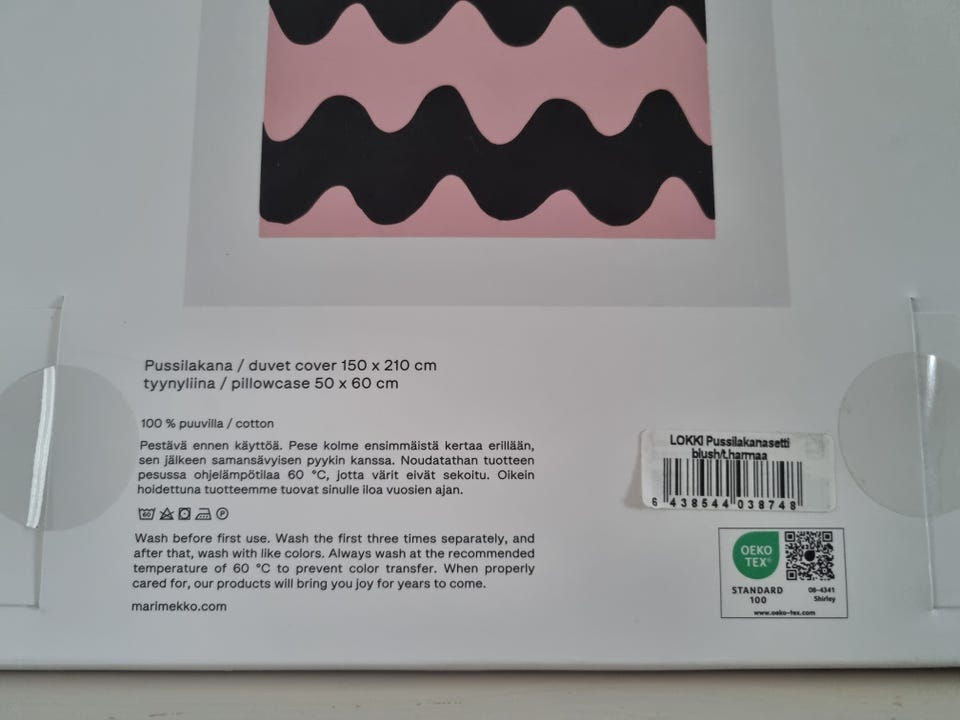 Pussilakana / duvet cover 150 x 210 cm
tyynyliina / pillowcase 50 x 60 cm
100 % puuvilla / cotton
Pestävä ennen käyttöä. Pese kolme ensimmäistä kertaa erillään,
sen jälkeen samansävyisen pyykin kanssa. Noudatathan tuotteen
pesussa ohjelämpötilaa 60 °C, jotta värit eivät sekoitu. Oikein
hoidettuna tuotteemme tuovat sinulle iloa vuosien ajan.
60 P
Wash before first use. Wash the first three times separately, and
after that, wash with like colors. Always wash at the recommended
temperature of 60 °C to prevent color transfer. When properly
cared for, our products will bring you joy for years to come.
marimekko.com
LOKKI Pussilakanasetti
blush/t.harmaa
6 438544 038748
OEKO
TEX®
STANDARD
100
08-4341
Shirley
www.oeko-tex.com